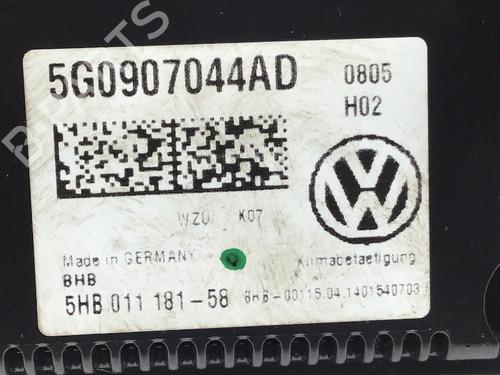 5G0907044AD 0805
H02
WZ0 K07
Made in GERMANY Klimabetaetigung
BHB
5HB 011 181-58 BHB-00115.04.1401540703